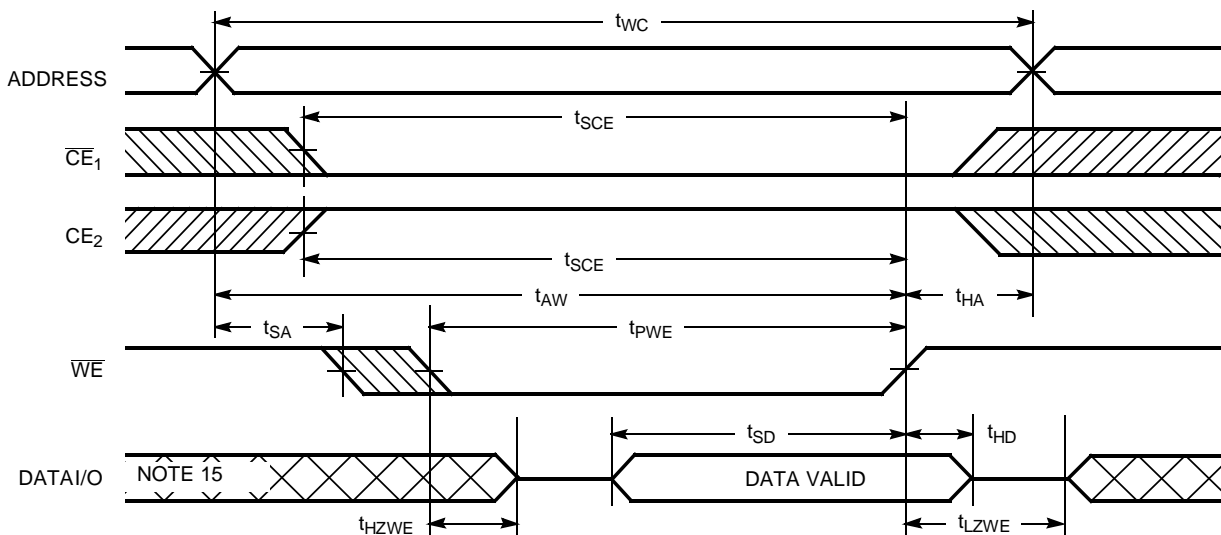 tWC
ADDRESS
tSCE
CE1
CE2
tSCE
tAW
tHA
tSA
tPWE
WE
tSD
tHD
DATAI/O
NOTE 15
DATA VALID
tHZWE
tLZWE